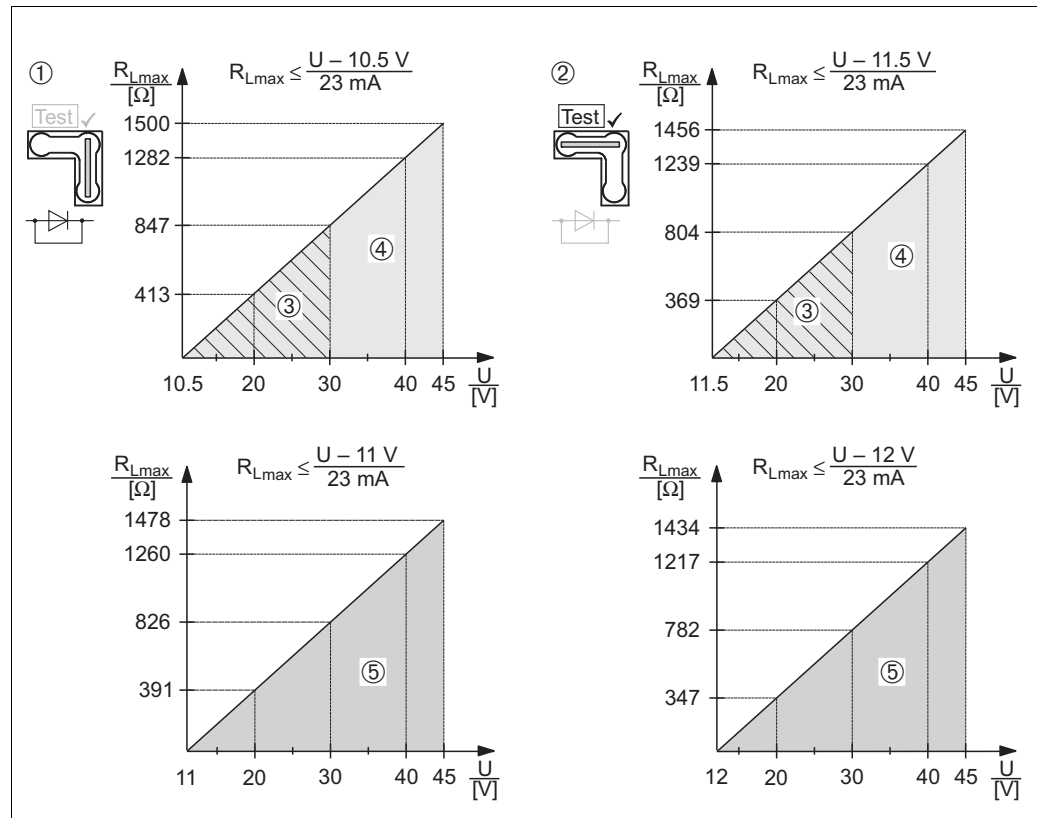 ①
R_Lmax
[Ω]
R_Lmax ≤ U – 10.5 V
23 mA
Test ✓
1500
1282
847
413
③
④
10.5 20 30 40 45 U
[V]
②
R_Lmax
[Ω]
R_Lmax ≤ U – 11.5 V
23 mA
Test ✓
1456
1239
804
369
③
④
11.5 20 30 40 45 U
[V]
R_Lmax
[Ω]
R_Lmax ≤ U – 11 V
23 mA
1478
1260
826
391
⑤
11 20 30 40 45 U
[V]
R_Lmax
[Ω]
R_Lmax ≤ U – 12 V
23 mA
1434
1217
782
347
⑤
12 20 30 40 45 U
[V]